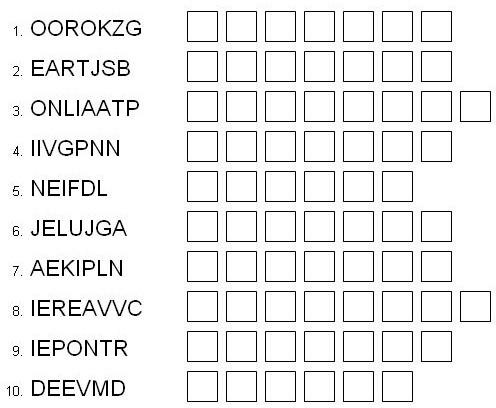 1. OOROKZG
2. EARTJSB
3. ONLIAATP
4. IIVGPNN
5. NEIFDL
6. JELUJGA
7. AEKIPLN
8. IEREAVVC
9. IEPONTR
10. DEEVMD